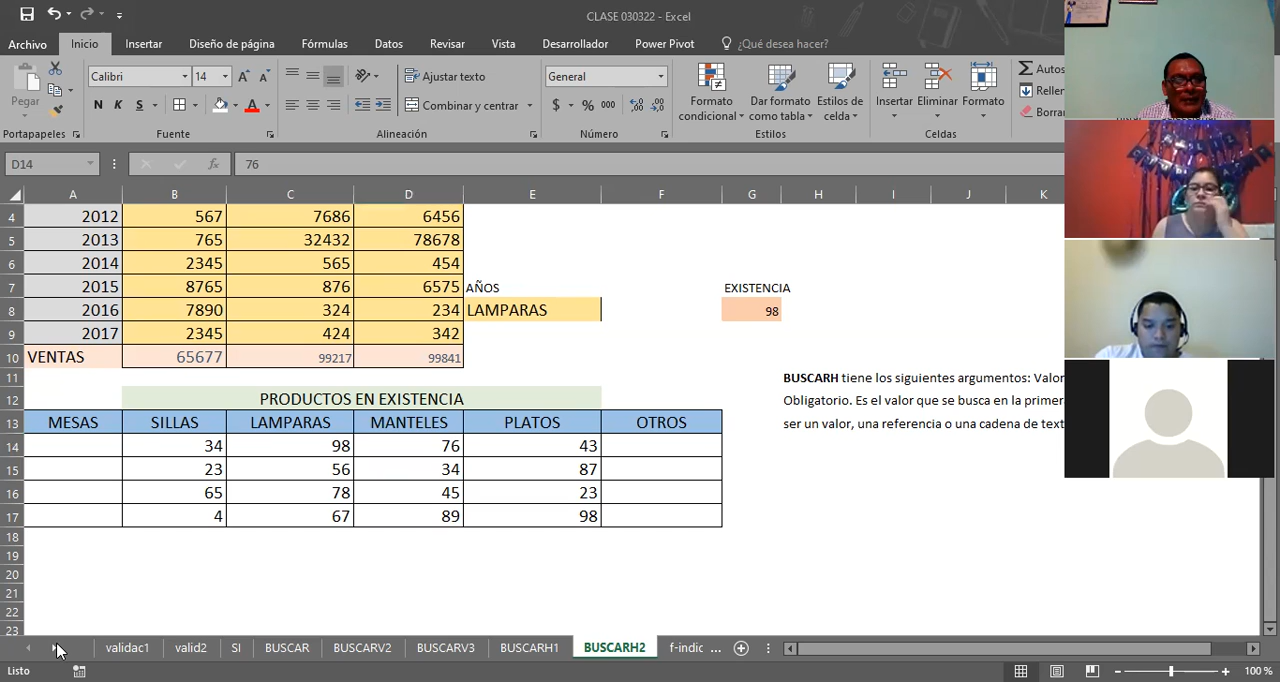 CLASE 030322 - Excel
Archivo Inicio Insertar Diseño de página Fórmulas Datos Revisar Vista Desarrollador Power Pivot ¿Qué desea hacer?
Pegar
Calibri 14
N K S
Ajustar texto
Combinar y centrar
General
$ % 000
Formato condicional
Dar formato como tabla
Estilos de celda
Insertar Eliminar Formato
Autos
Rellen
Borra
Portapapeles Fuente Alineación Número Estilos Celdas
D14 fx 76
A B C D E F G H I J K
4 2012 567 7686 6456
5 2013 765 32432 78678
6 2014 2345 565 454
7 2015 8765 876 6575 AÑOS EXISTENCIA
8 2016 7890 324 234 LAMPARAS 98
9 2017 2345 424 342
10 VENTAS 65677 99217 99841
11 BUSCARH tiene los siguientes argumentos: Valor
12 PRODUCTOS EN EXISTENCIA Obligatorio. Es el valor que se busca en la primer
13 MESAS SILLAS LAMPARAS MANTELES PLATOS OTROS ser un valor, una referencia o una cadena de text
14 34 98 76 43
15 23 56 34 87
16 65 78 45 23
17 4 67 89 98
18
19
20
21
22
23
validac1 valid2 SI BUSCAR BUSCARV2 BUSCARV3 BUSCARH1 BUSCARH2 f-indic ...
Listo 100 %